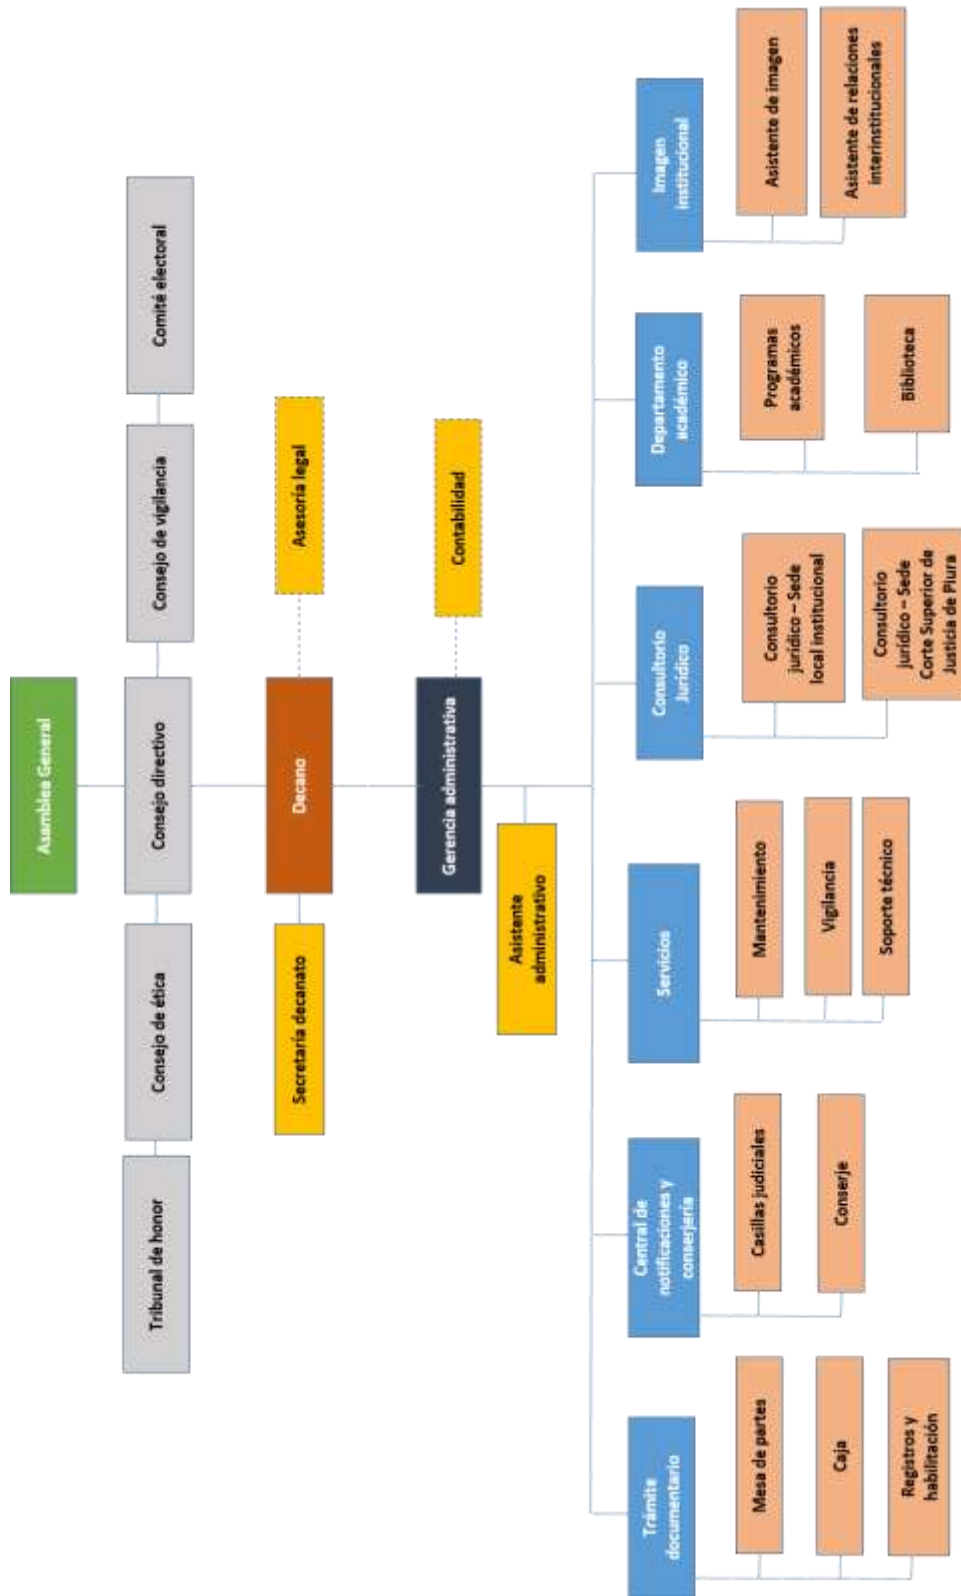 Asamblea General
Tribunal de honor
Consejo de ética
Consejo directivo
Consejo de vigilancia
Comité electoral
Secretaría decanato
Decano
Asesoría legal
Gerencia administrativa
Contabilidad
Asistente
administrativo
Trámite
documentario
Central de
notificaciones y
conserjería
Servicios
Consultorio
Jurídico
Departamento
académico
Imagen
institucional
Mesa de partes
Caja
Registros y
habilitación
Casillas judiciales
Conserje
Mantenimiento
Vigilancia
Soporte técnico
Consultorio
jurídico – Sede
local institucional
Consultorio
jurídico – Sede
Corte Superior de
Justicia de Piura
Programas
académicos
Biblioteca
Asistente de imagen
Asistente de relaciones
interinstitucionales